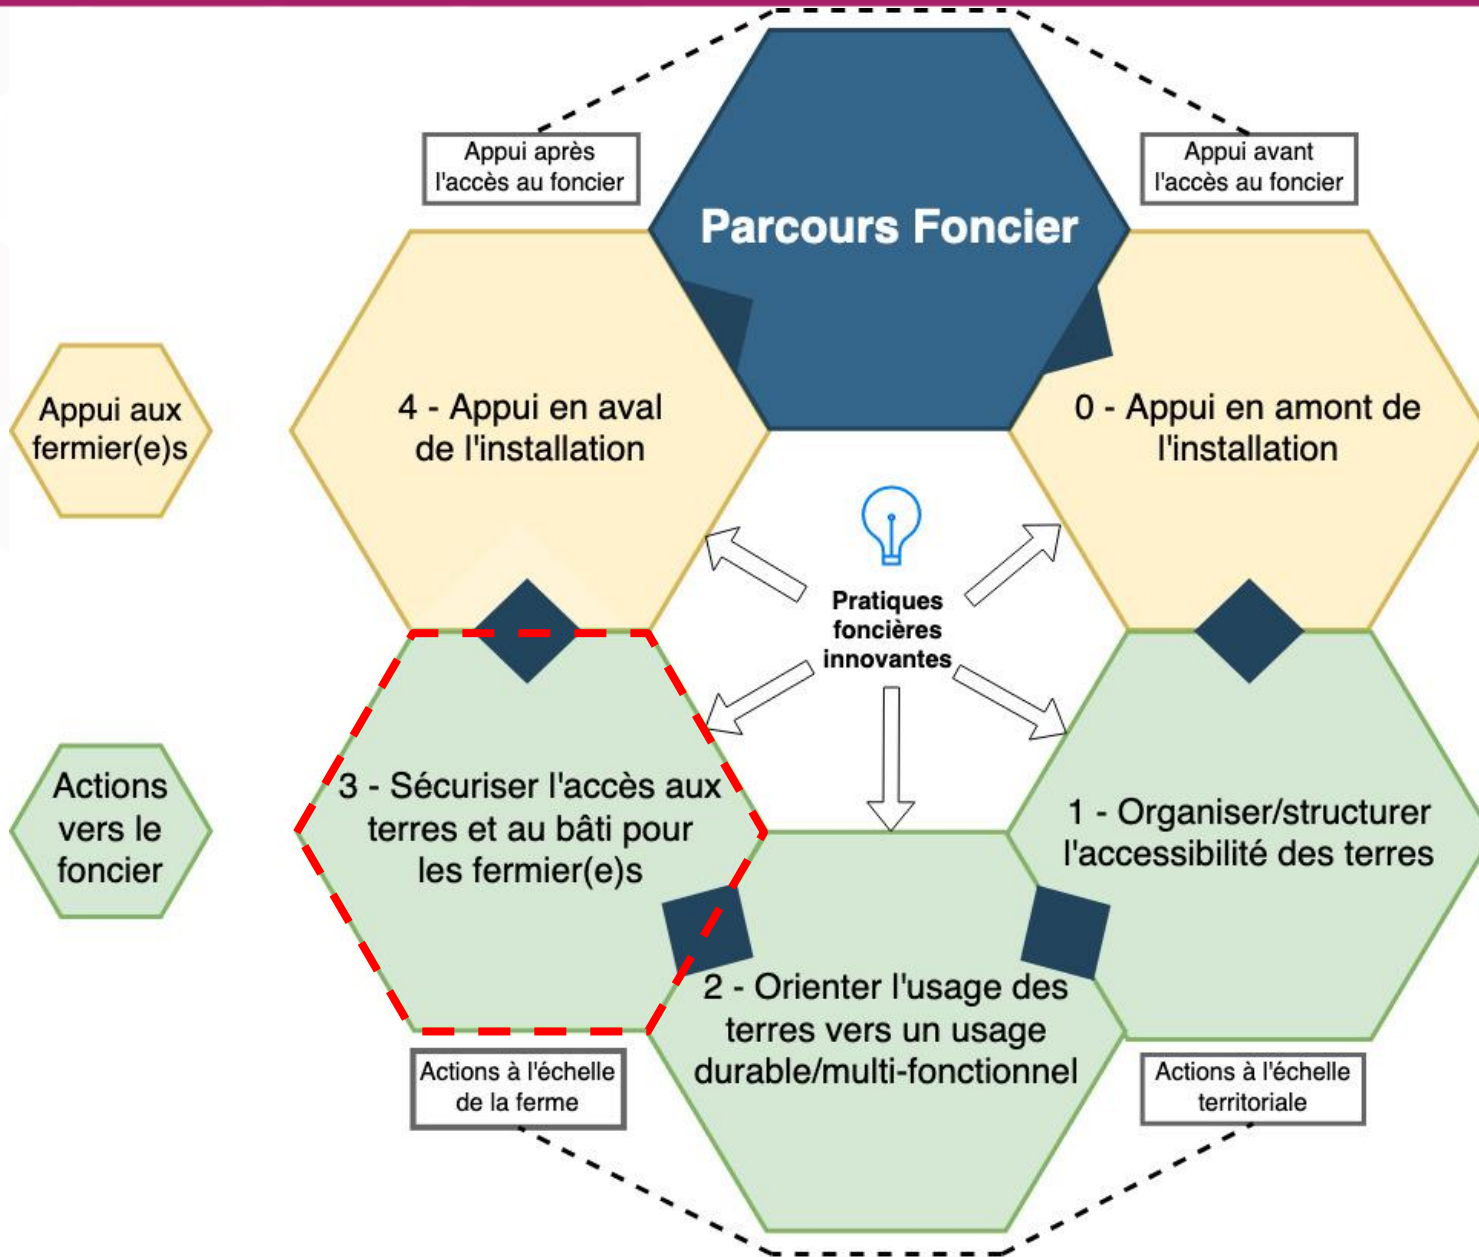 Appui après
l'accès au foncier
Appui avant
l'accès au foncier
Parcours Foncier
Appui aux
fermier(e)s
4 - Appui en aval
de l'installation
0 - Appui en amont de
l'installation
Pratiques
foncières
innovantes
Actions
vers le
foncier
3 - Sécuriser l'accès aux
terres et au bâti pour
les fermier(e)s
1 - Organiser/structurer
l'accessibilité des terres
2 - Orienter l'usage des
terres vers un usage
durable/multi-fonctionnel
Actions à l'échelle
de la ferme
Actions à l'échelle
territoriale